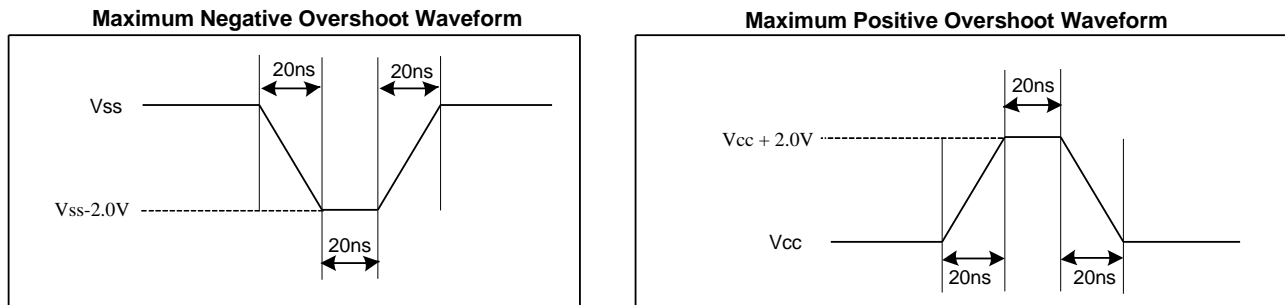 Maximum Negative Overshoot Waveform
20ns
20ns
Vss
Vss-2.0V
20ns
Maximum Positive Overshoot Waveform
20ns
Vcc + 2.0V
Vcc
20ns
20ns